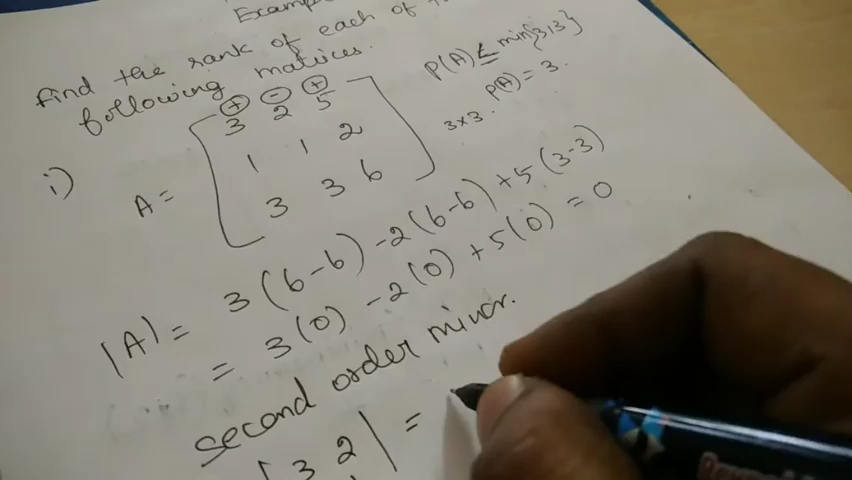 Find the rank of each of
following matrices.
P(A) ≤ min{3,3}
P(A) = 3.
3×3.
+ - +
i) A = [ 3 2 5
1 1 2
3 3 6 ]
|A| = 3(6-6) -2(6-6) +5(3-3)
= 3(0) -2(0) +5(0) = 0
Second order minor.
| 3 2 | =